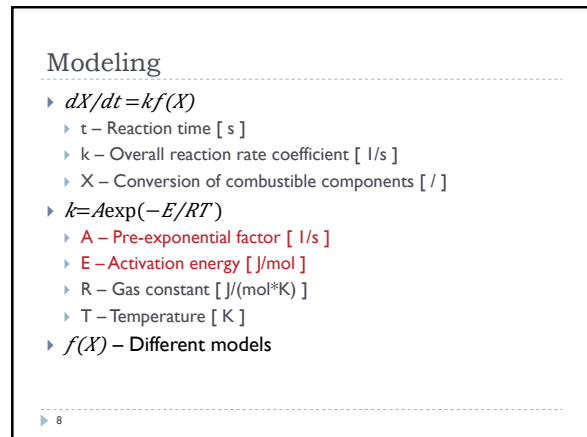 Modeling
dX/dt=kf(X)
t – Reaction time [ s ]
k – Overall reaction rate coefficient [ 1/s ]
X – Conversion of combustible components [ / ]
k=Aexp(−E/RT)
A – Pre-exponential factor [ 1/s ]
E – Activation energy [ J/mol ]
R – Gas constant [ J/(mol*K) ]
T – Temperature [ K ]
f(X) – Different models
8